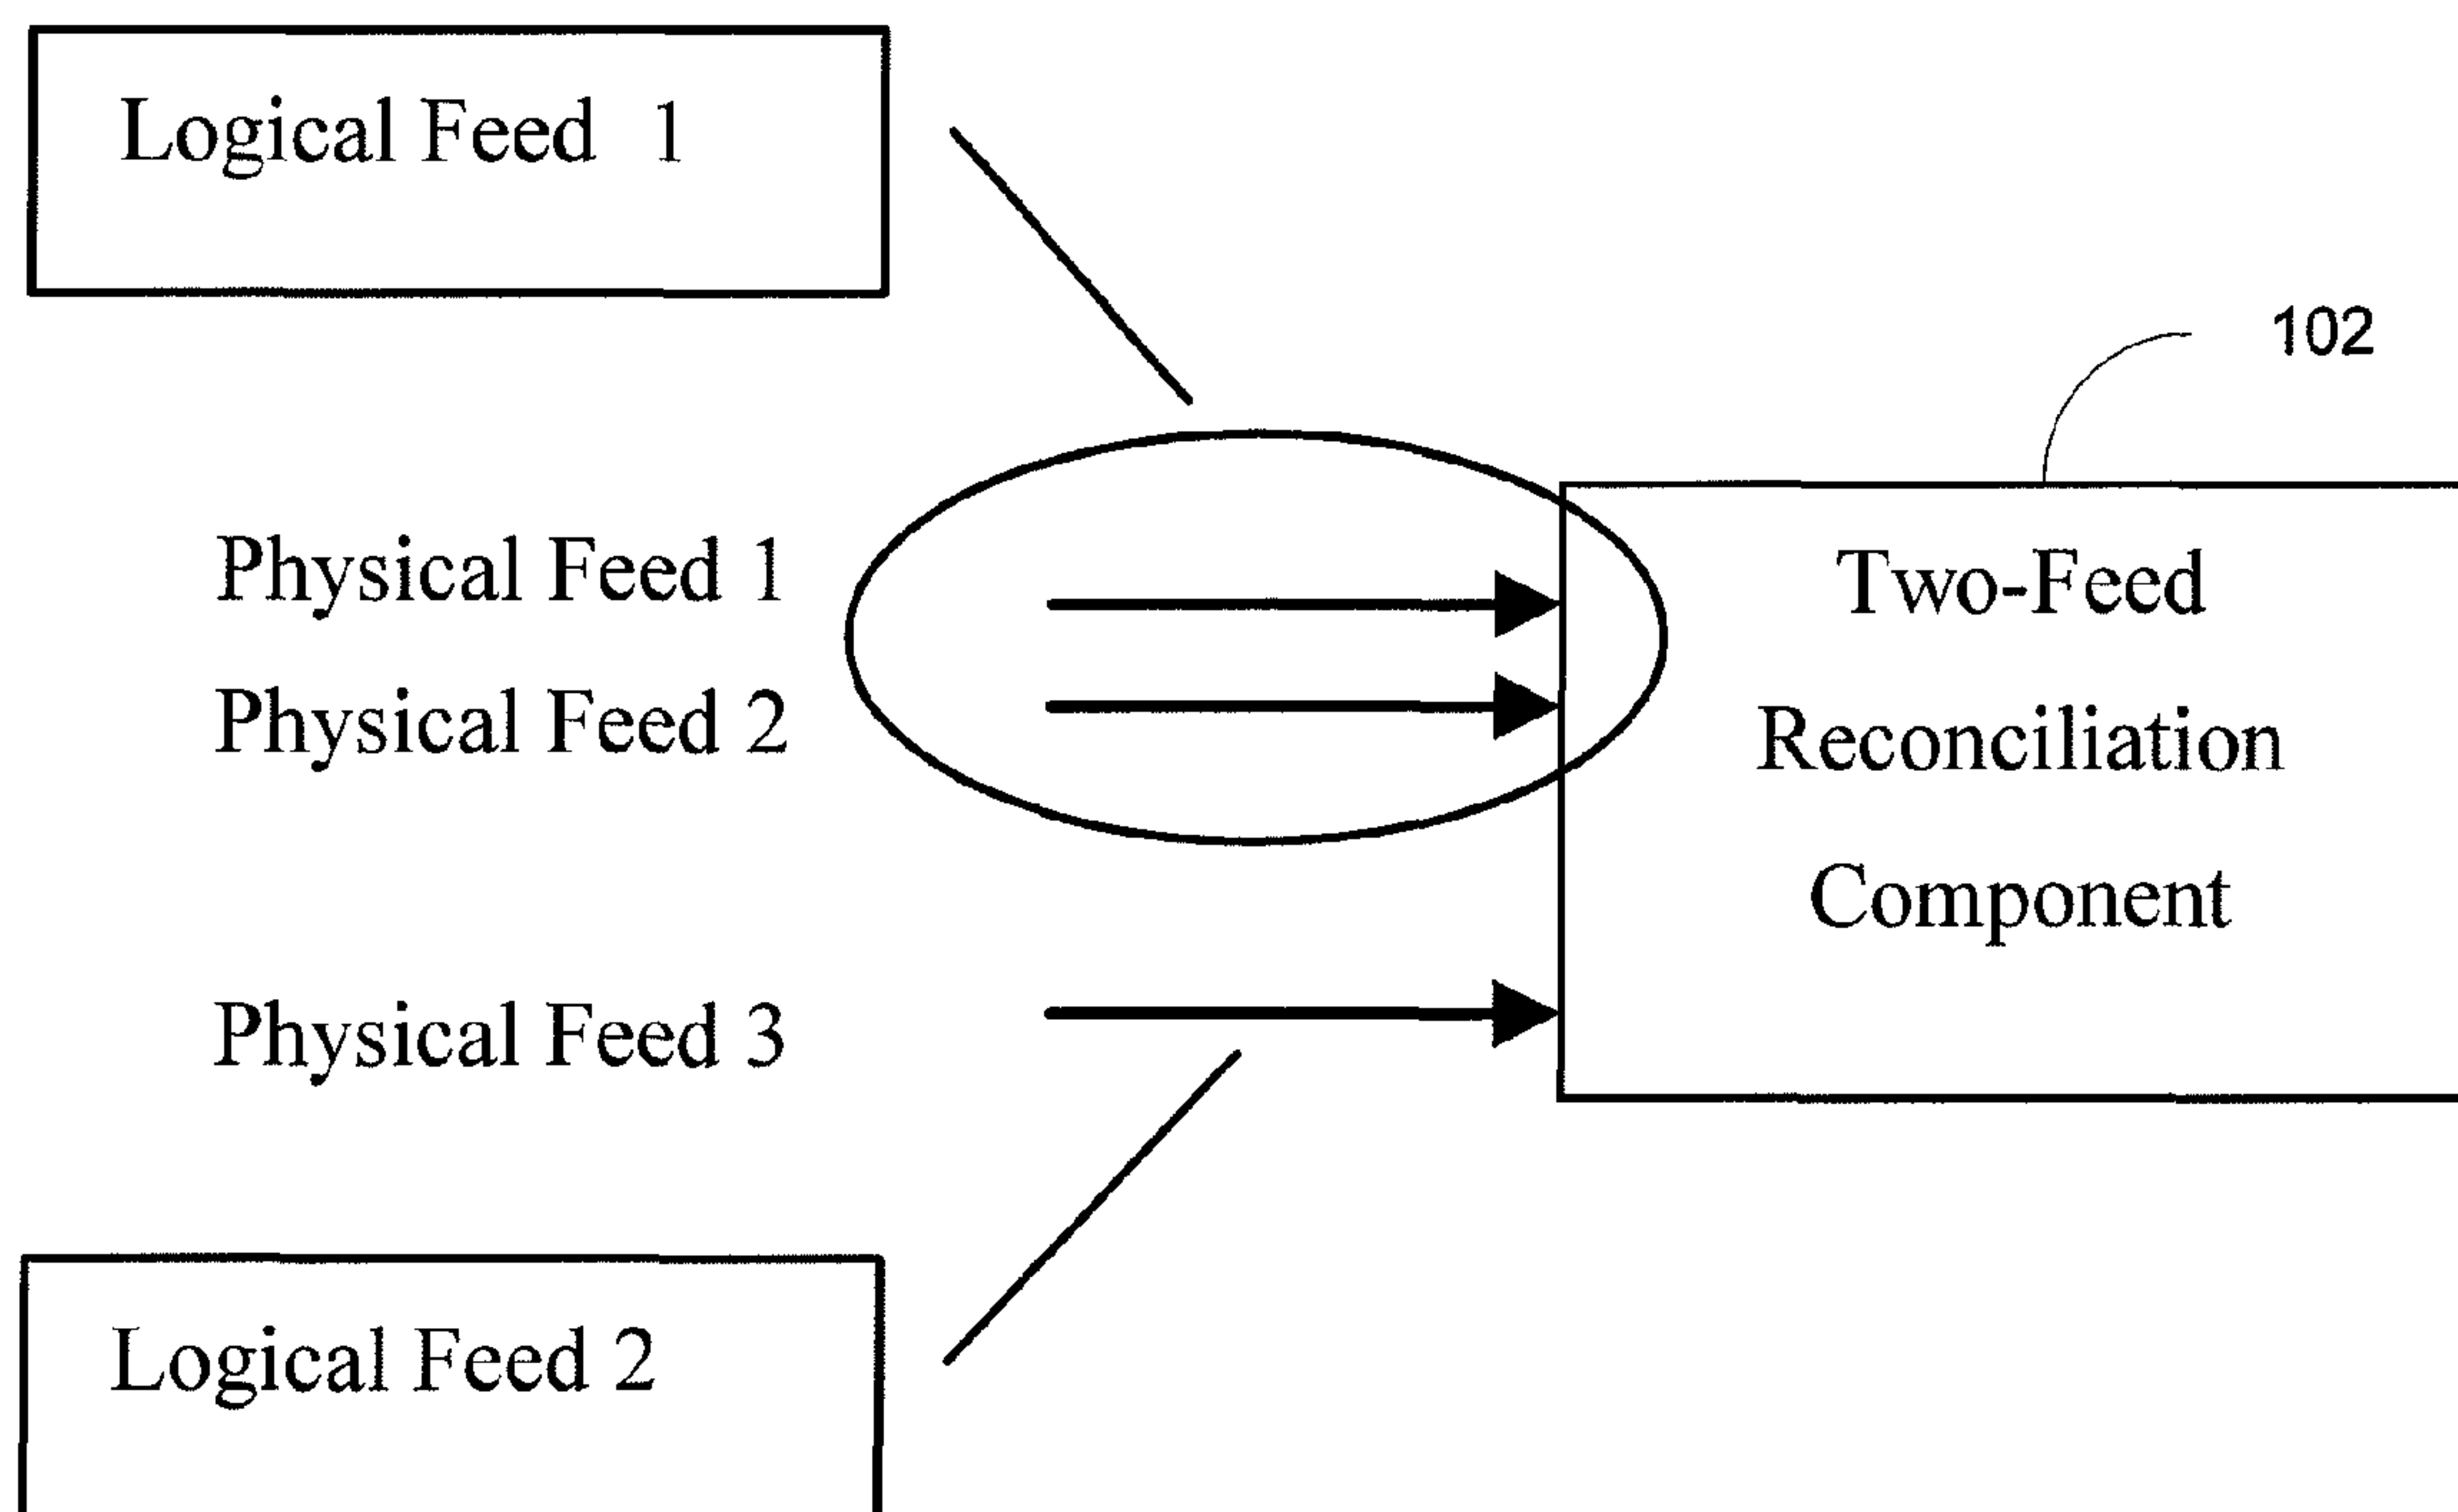 Logical Feed 1
102
Physical Feed 1
Physical Feed 2
Physical Feed 3
Two-Feed
Reconciliation
Component
Logical Feed 2